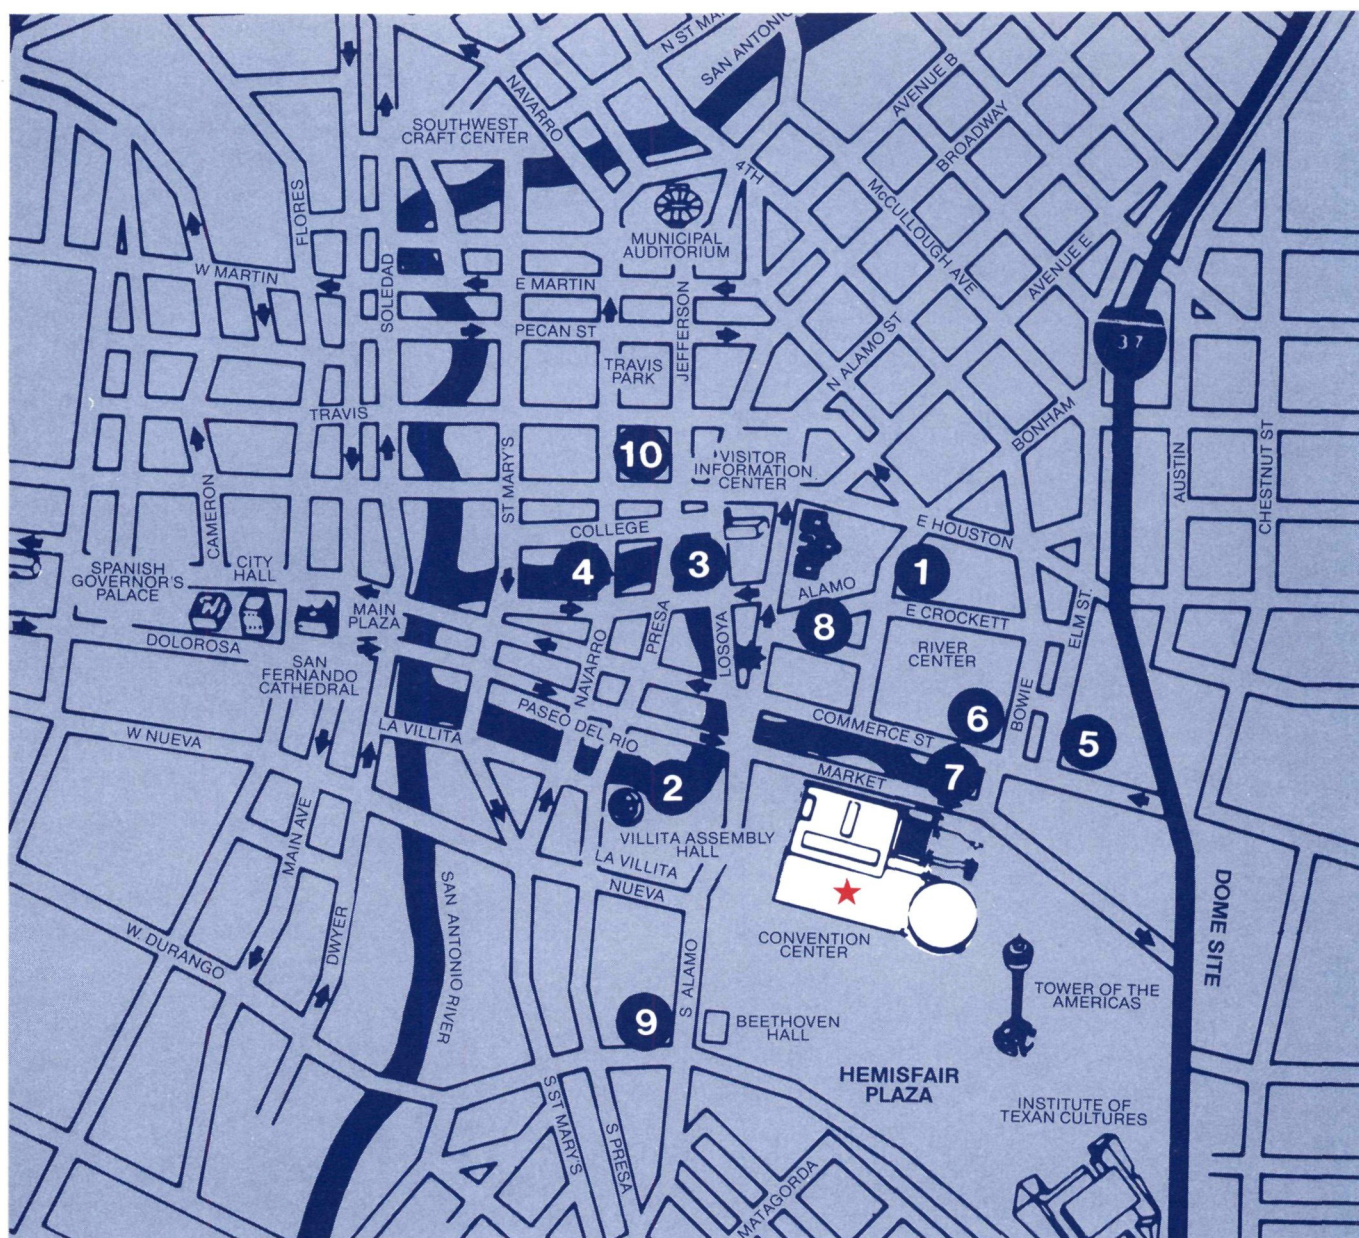 N ST MA
SAN ANTONIO
AVENUE B
NAVARRO
BROADWAY
SOUTHWEST
CRAFT CENTER
4TH
McCULLOUGH AVE
FLORES
MUNICIPAL
AUDITORIUM
AVENUE E
W MARTIN
SOLEDAD
E MARTIN
JEFFERSON
PECAN ST
37
TRAVIS
PARK
N ALAMO ST
TRAVIS
BONHAM
10
VISITOR
INFORMATION
CENTER
ST MARY'S
AUSTIN
CHESTNUT ST
CAMERON
COLLEGE
E HOUSTON
SPANISH
GOVERNOR'S
PALACE
CITY
HALL
4
3
1
ALAMO
MAIN
PLAZA
E CROCKETT
ELM ST.
DOLOROSA
PRESA
LOSOYA
8
RIVER
CENTER
SAN
FERNANDO
CATHEDRAL
NAVARRO
BOWIE
PASEO DEL RIO
COMMERCE ST
6
5
W NUEVA
LA VILLITA
MARKET
7
2
MAIN AVE
VILLITA ASSEMBLY
HALL
LA VILLITA
NUEVA
SAN ANTONIO RIVER
DOME SITE
W. DURANGO
DWYER
CONVENTION
CENTER
S ALAMO
TOWER OF THE
AMERICAS
9
BEETHOVEN
HALL
HEMISFAIR
PLAZA
INSTITUTE OF
TEXAN CULTURES
S ST MARY'S
S PRESA
MATAGORDA